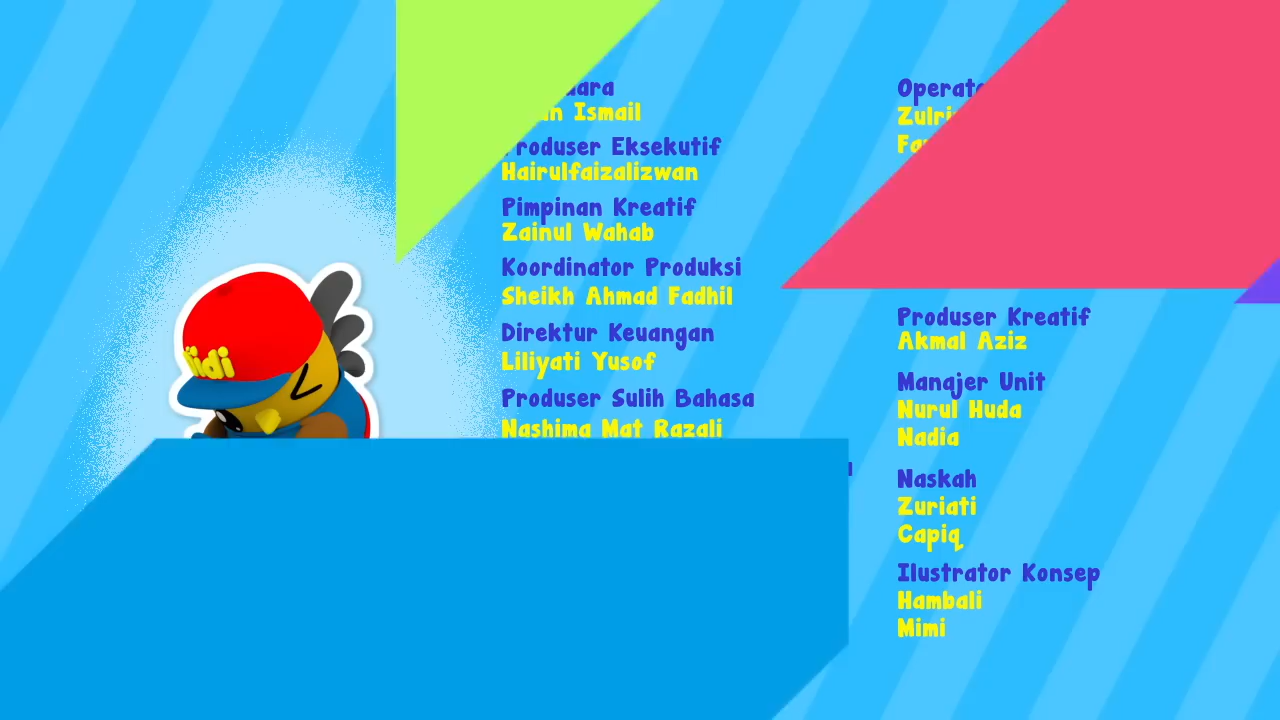 Ismail
Produser Eksekutif
Hairulfaizalizwan
Pimpinan Kreatif
Zainul Wahab
Koordinator Produksi
Sheikh Ahmad Fadhil
Direktur Keuangan
Liliyati Yusof
Produser Sulih Bahasa
Nashima Mat Razali
Produser Kreatif
Akmal Aziz
Manajer Unit
Nurul Huda
Nadia
Naskah
Zuriati
Capiq
Ilustrator Konsep
Hambali
Mimi